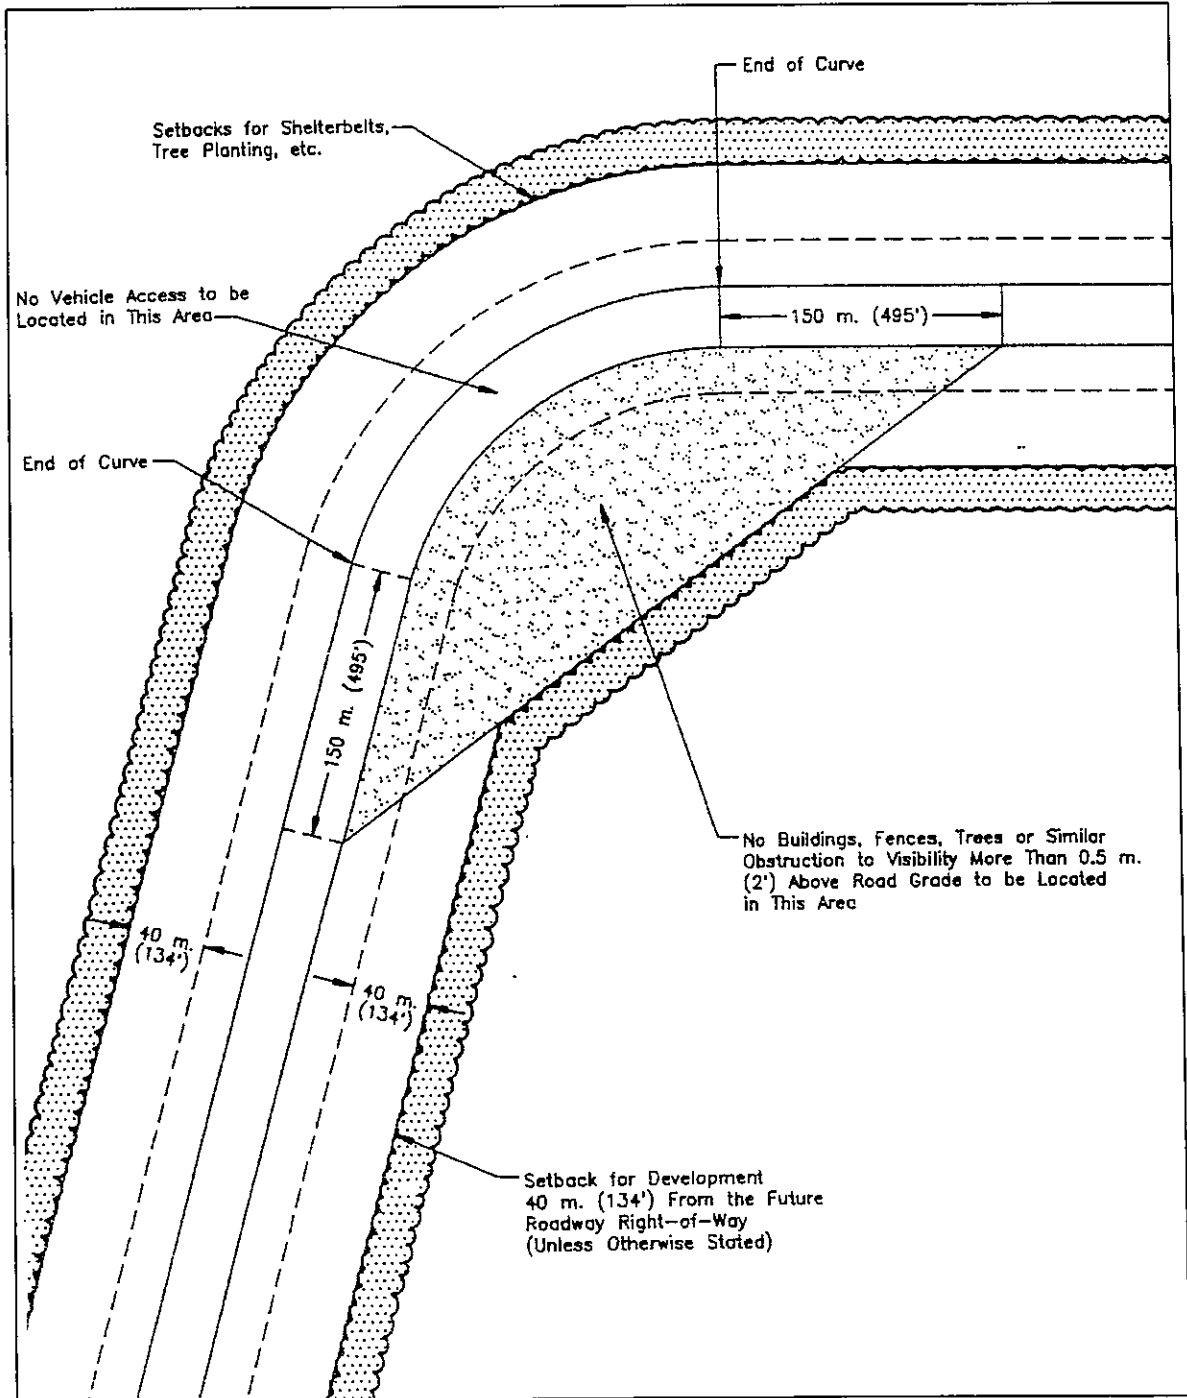 End of Curve
Setbacks for Shelterbelts,
Tree Planting, etc.
No Vehicle Access to be
Located in This Area
150 m. (495')
End of Curve
150 m. (495')
No Buildings, Fences, Trees or Similar
Obstruction to Visibility More Than 0.5 m.
(2') Above Road Grade to be Located
in This Area
40 m.
(134')
40 m.
(134')
Setback for Development
40 m. (134') From the Future
Roadway Right-of-Way
(Unless Otherwise Stated)